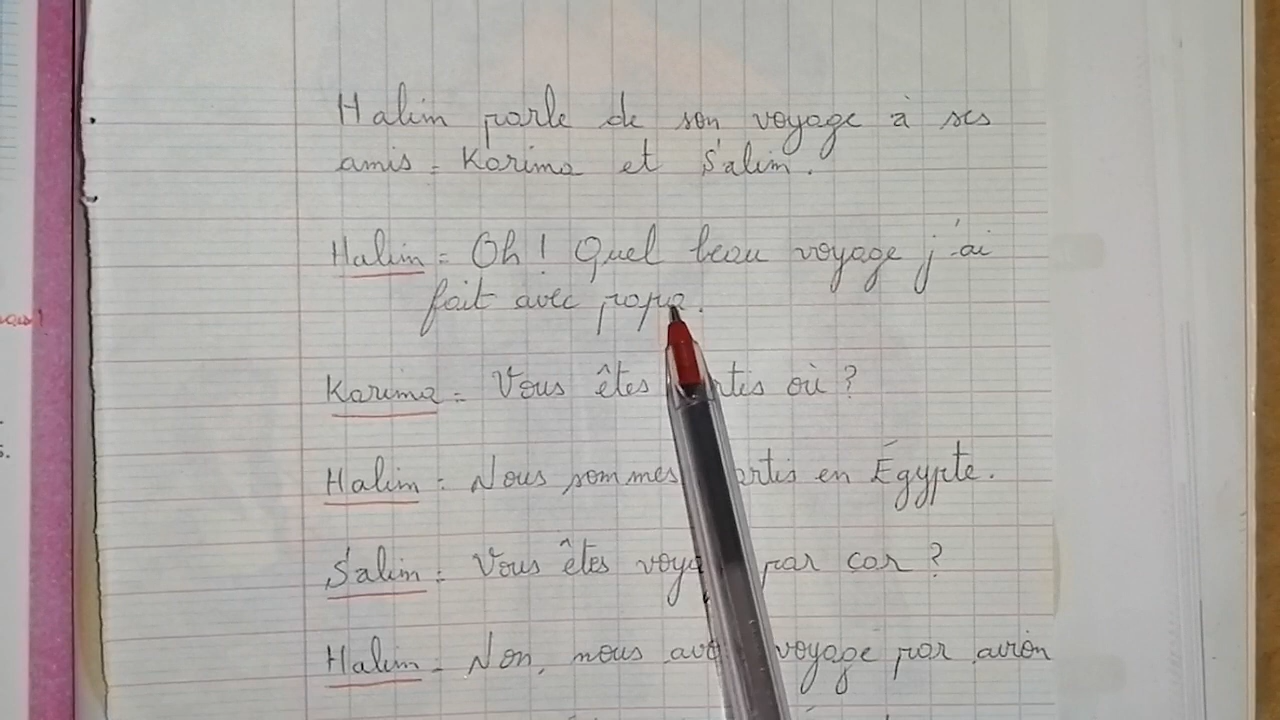 Halim parle de son voyage à ses
amis = Karima et Salim.
Halim = Oh ! Quel beau voyage j'ai
fait avec papa.
Karima = Vous êtes où ?
Halim : Nous sommes en Égypte.
Salim = Vous êtes par car ?
Halim = Non, nous voyagé par avion